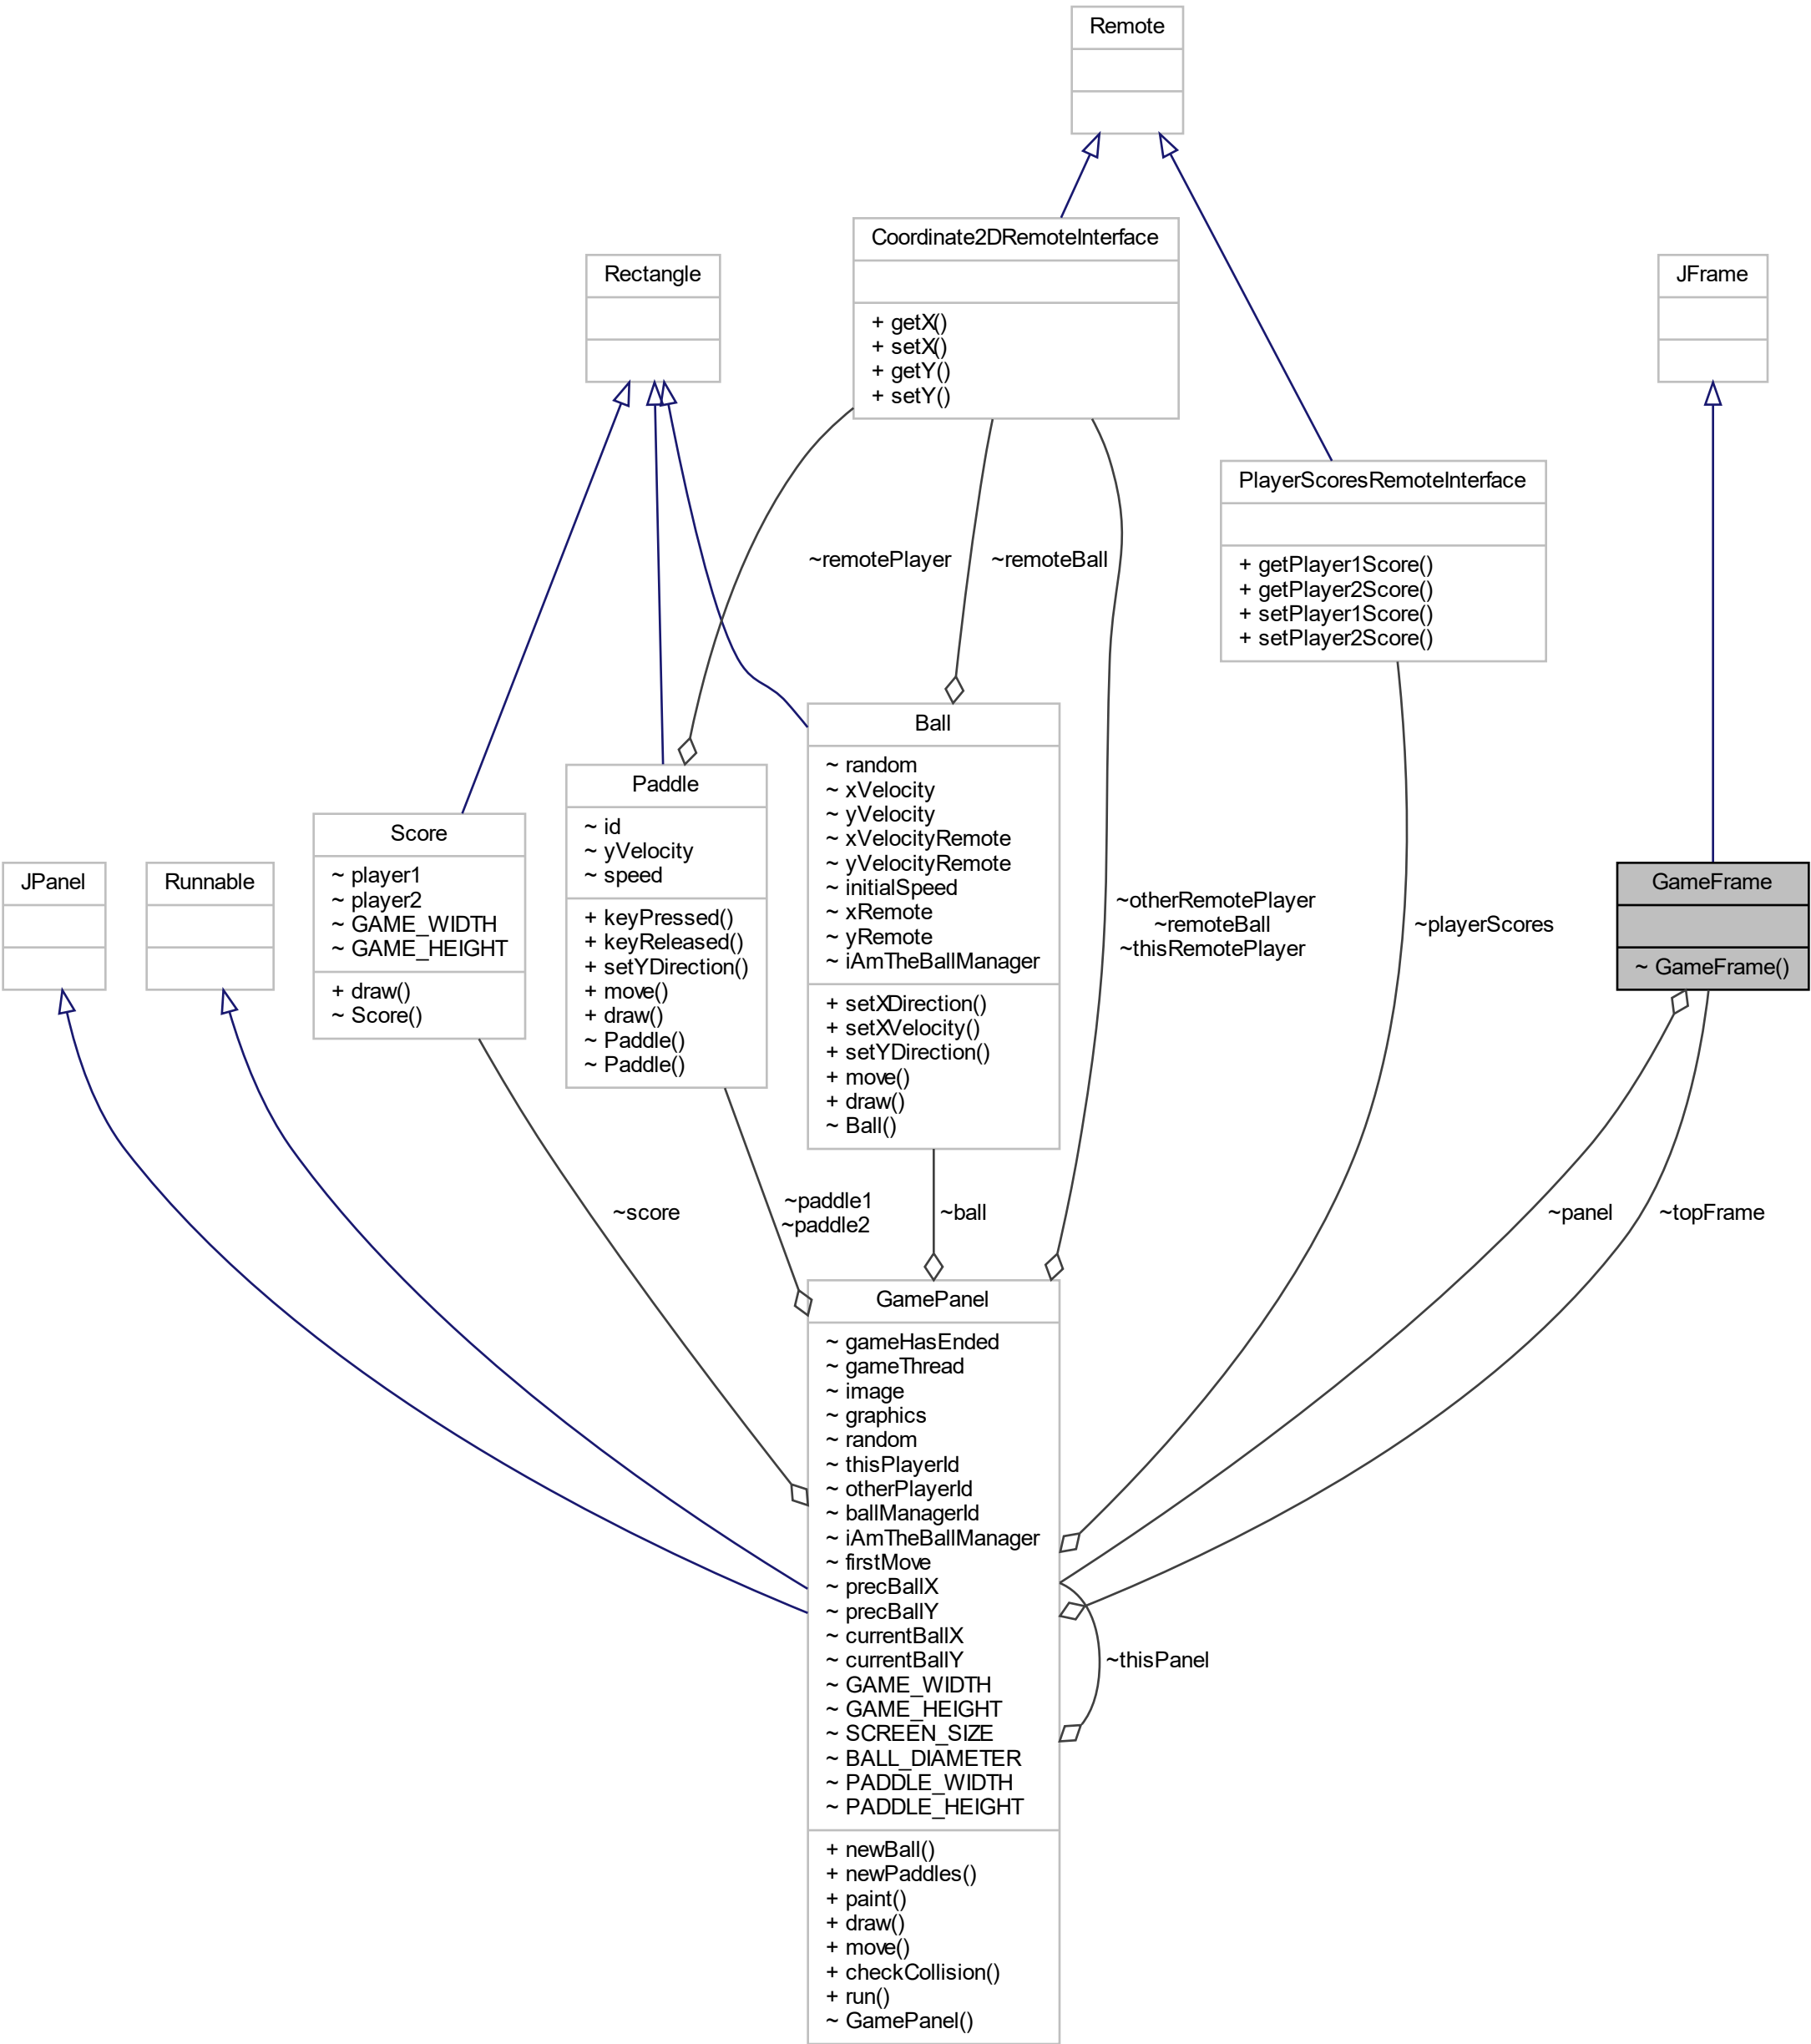 Remote
Coordinate2DRemoteInterface
+ getX()
+ setX()
+ getY()
+ setY()
Rectangle
JFrame
PlayerScoresRemoteInterface
+ getPlayer1Score()
+ getPlayer2Score()
+ setPlayer1Score()
+ setPlayer2Score()
~remotePlayer
~remoteBall
Ball
~ random
~ xVelocity
~ yVelocity
~ xVelocityRemote
~ yVelocityRemote
~ initialSpeed
~ xRemote
~ yRemote
~ iAmTheBallManager
+ setXDirection()
+ setXVelocity()
+ setYDirection()
+ move()
+ draw()
~ Ball()
Paddle
~ id
~ yVelocity
~ speed
+ keyPressed()
+ keyReleased()
+ setYDirection()
+ move()
+ draw()
~ Paddle()
~ Paddle()
Score
~ player1
~ player2
~ GAME_WIDTH
~ GAME_HEIGHT
+ draw()
~ Score()
JPanel
Runnable
~otherRemotePlayer
~remoteBall
~thisRemotePlayer
~playerScores
GameFrame
~ GameFrame()
~score
~paddle1
~paddle2
~ball
~panel
~topFrame
GamePanel
~ gameHasEnded
~ gameThread
~ image
~ graphics
~ random
~ thisPlayerId
~ otherPlayerId
~ ballManagerId
~ iAmTheBallManager
~ firstMove
~ precBallX
~ precBallY
~ currentBallX
~ currentBallY
~ GAME_WIDTH
~ GAME_HEIGHT
~ SCREEN_SIZE
~ BALL_DIAMETER
~ PADDLE_WIDTH
~ PADDLE_HEIGHT
+ newBall()
+ newPaddles()
+ paint()
+ draw()
+ move()
+ checkCollision()
+ run()
~ GamePanel()
~thisPanel